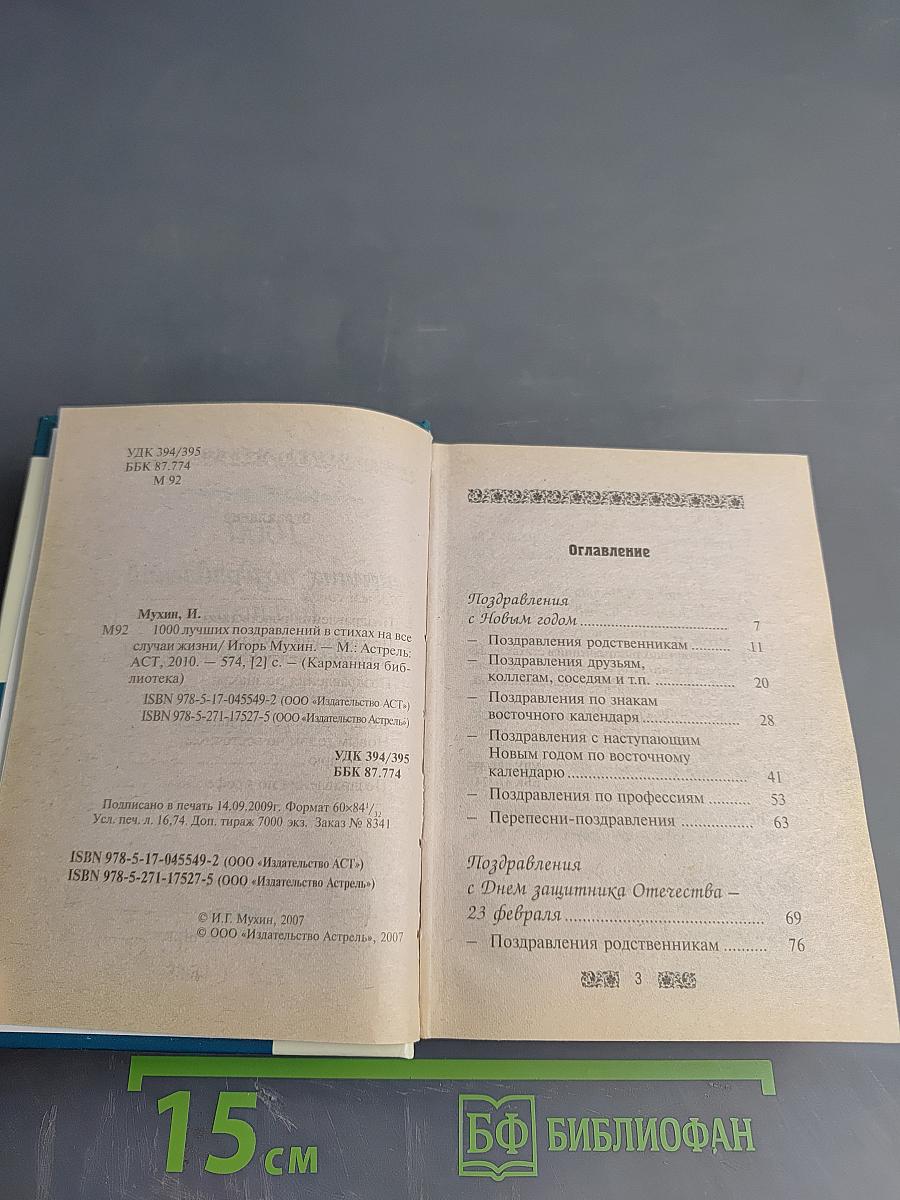 УДК 394/395
ББК 87.774
М 92
Мухин, И.
М92 1000 лучших поздравлений в стихах на все
случаи жизни/ Игорь Мухин. — М.: Астрель:
АСТ, 2010. — 574, [2] с. — (Карманная биб-
лиотека)
ISBN 978-5-17-045549-2 (ООО «Издательство АСТ»)
ISBN 978-5-271-17527-5 (ООО «Издательство Астрель»)
УДК 394/395
ББК 87.774
Подписано в печать 14.09.2009г. Формат 60×84 1/32
Усл. печ. л. 16,74. Доп. тираж 7000 экз. Заказ № 8341
ISBN 978-5-17-045549-2 (ООО «Издательство АСТ»)
ISBN 978-5-271-17527-5 (ООО «Издательство Астрель»)
© И.Г. Мухин, 2007
© ООО «Издательство Астрель», 2007
Оглавление
Поздравления
с Новым годом ........ 7
— Поздравления родственникам ........ 11
— Поздравления друзьям,
коллегам, соседям и т.п. ........ 20
— Поздравления по знакам
восточного календаря ........ 28
— Поздравления с наступающим
Новым годом по восточному
календарю ........ 41
— Поздравления по профессиям ........ 53
— Перепесни-поздравления ........ 63
Поздравления
с Днем защитника Отечества —
23 февраля ........ 69
— Поздравления родственникам ........ 76
3
15 см
БФ БИБЛИОФАН